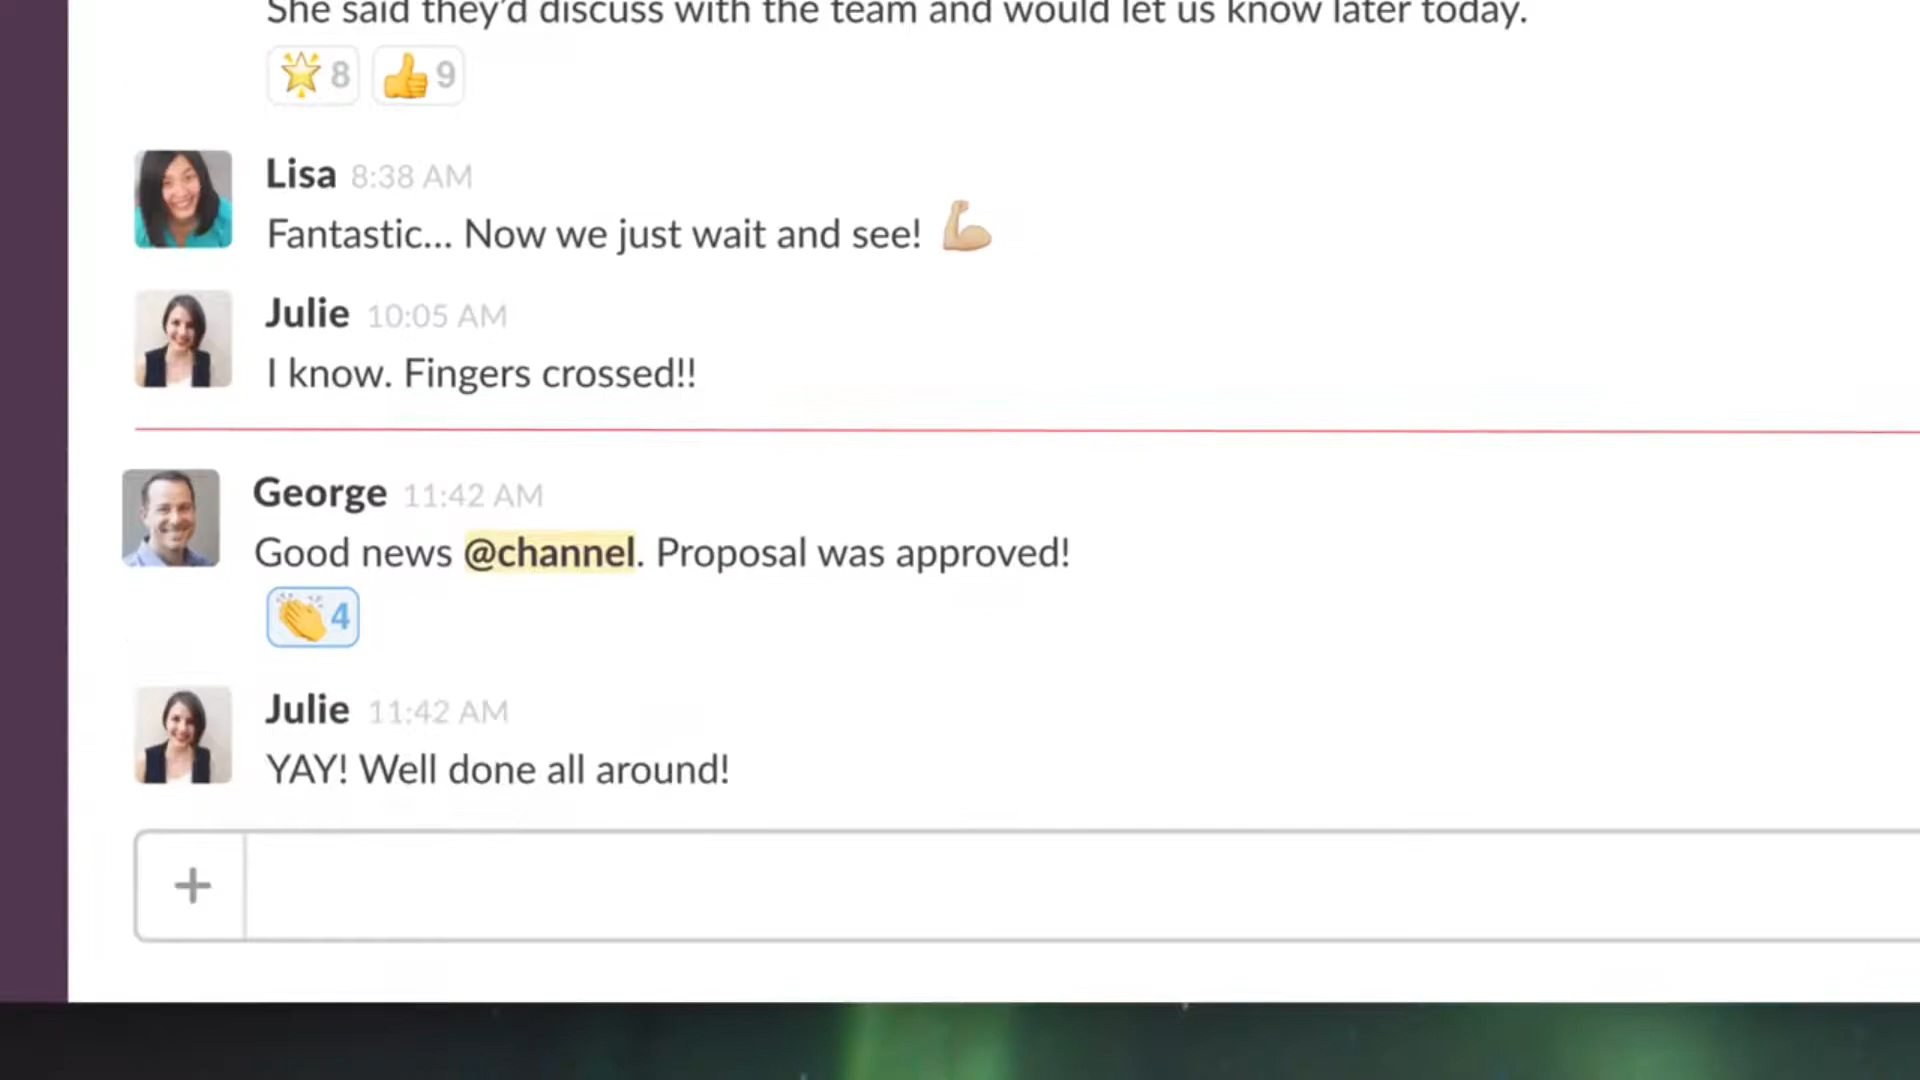 She said they'd discuss with the team and would let us know later today.
8 9
Lisa 8:38 AM
Fantastic... Now we just wait and see!
Julie 10:05 AM
I know. Fingers crossed!!
George 11:42 AM
Good news @channel. Proposal was approved!
4
Julie 11:42 AM
YAY! Well done all around!